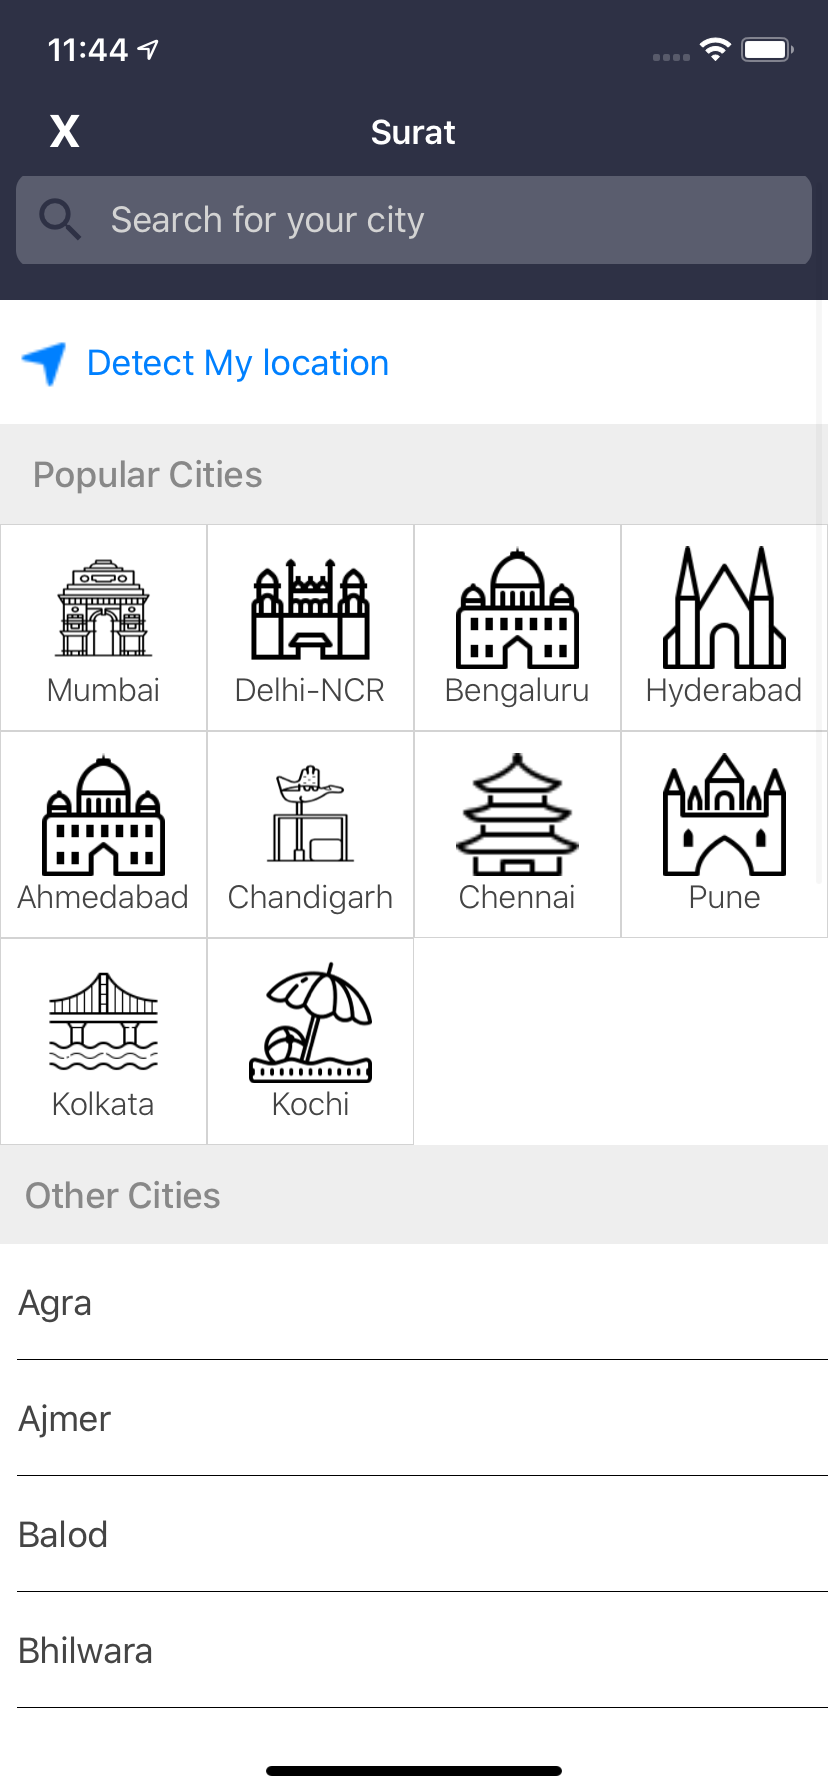 11:44
X
Surat
Search for your city
Detect My location
Popular Cities
Mumbai
Delhi-NCR
Bengaluru
Hyderabad
Ahmedabad
Chandigarh
Chennai
Pune
Kolkata
Kochi
Other Cities
Agra
Ajmer
Balod
Bhilwara